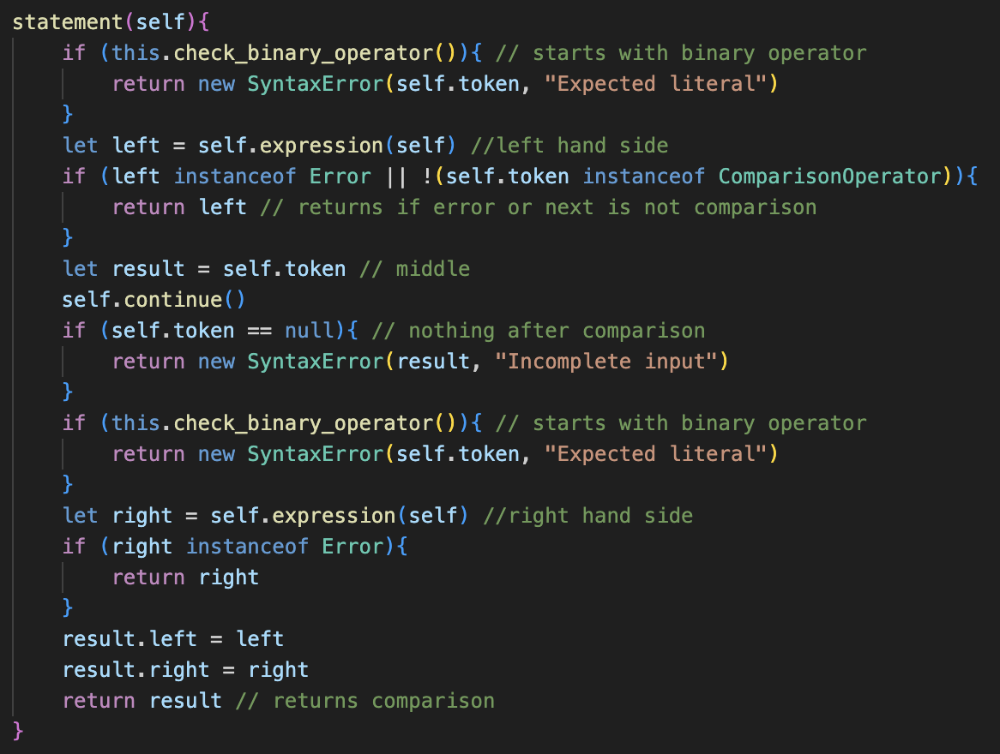 statement(self){
    if (this.check_binary_operator()){ // starts with binary operator
        return new SyntaxError(self.token, "Expected literal")
    }
    let left = self.expression(self) //left hand side
    if (left instanceof Error || !(self.token instanceof ComparisonOperator)){
        return left // returns if error or next is not comparison
    }
    let result = self.token // middle
    self.continue()
    if (self.token == null){ // nothing after comparison
        return new SyntaxError(result, "Incomplete input")
    }
    if (this.check_binary_operator()){ // starts with binary operator
        return new SyntaxError(self.token, "Expected literal")
    }
    let right = self.expression(self) //right hand side
    if (right instanceof Error){
        return right
    }
    result.left = left
    result.right = right
    return result // returns comparison
}